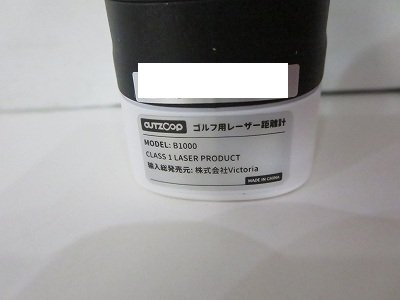 OUTZCOP ゴルフ用レーザー距離計
MODEL: B1000
CLASS 1 LASER PRODUCT
輸入総発売元: 株式会社Victoria
MADE IN CHINA